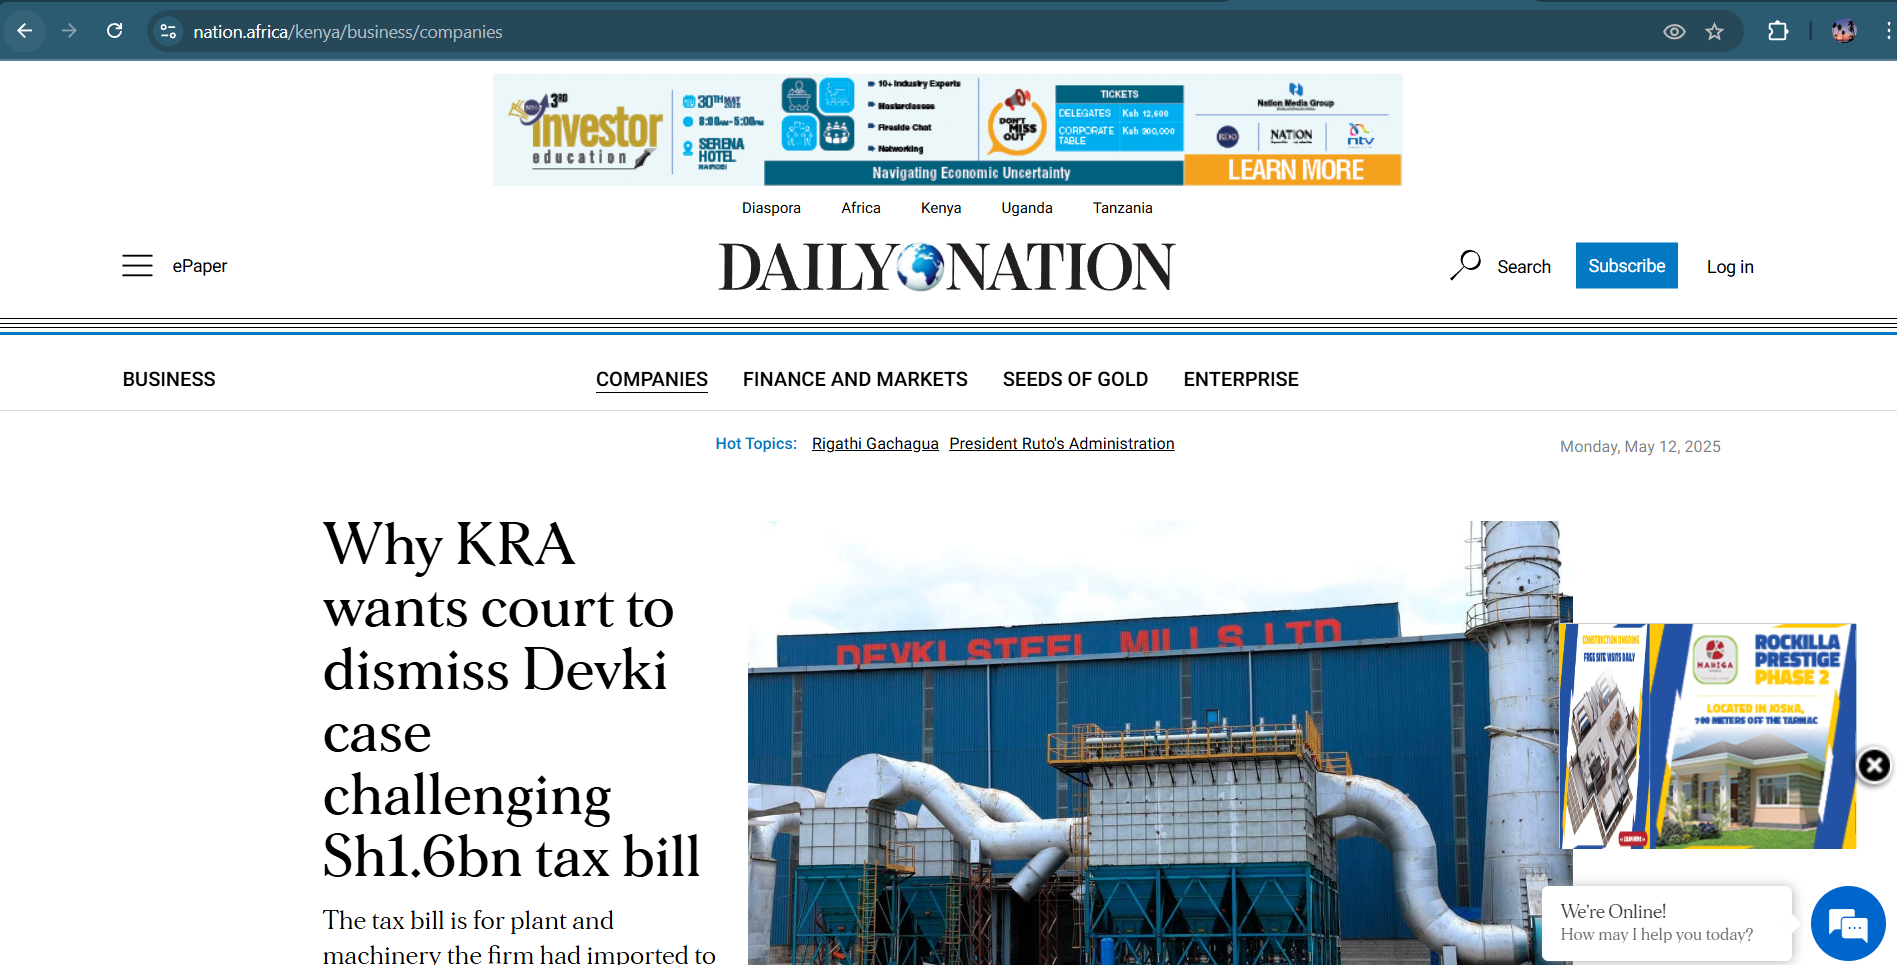 nation.africa/kenya/business/companies
3RD
investor
education
30TH MAY
2025
8:00AM-5:00PM
SERENA
HOTEL
NAIROBI
10+ Industry Experts
Masterclasses
Fireside Chat
Networking
DON'T
MISS
OUT
TICKETS
DELEGATES Ksh 12,600
CORPORATE
TABLE Ksh 300,000
Navigating Economic Uncertainty
Nation Media Group
NATION
ntv
LEARN MORE
Diaspora Africa Kenya Uganda Tanzania
ePaper
DAILY NATION
Search
Subscribe
Log in
BUSINESS
COMPANIES FINANCE AND MARKETS SEEDS OF GOLD ENTERPRISE
Hot Topics: Rigathi Gachagua President Ruto's Administration
Monday, May 12, 2025
Why KRA
wants court to
dismiss Devki
case
challenging
Sh1.6bn tax bill
The tax bill is for plant and
machinery the firm had imported to
DEVKI STEEL MILLS LTD
CONSTRUCTION ONGOING
FREE SITE VISITS DAILY
MAHIGA
ROCKILLA
PRESTIGE
PHASE 2
LOCATED IN JOSKA,
700 METERS OFF THE TARMAC
We're Online!
How may I help you today?